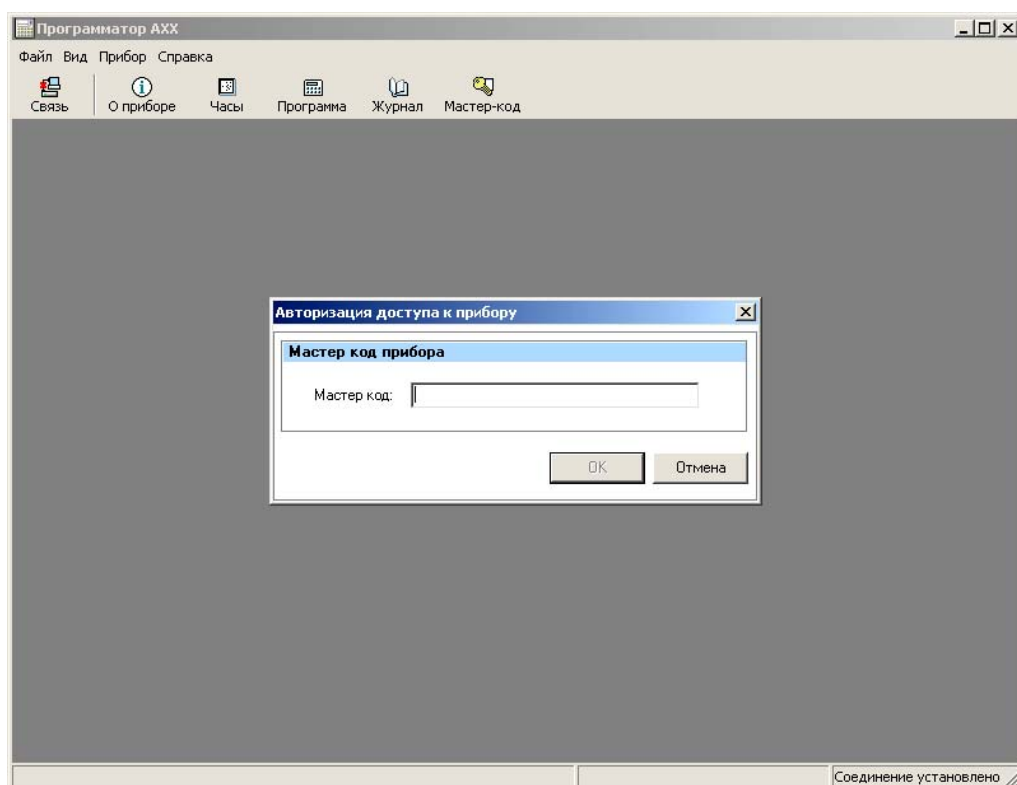 Программатор АХХ
Файл Вид Прибор Справка
Связь О приборе Часы Программа Журнал Мастер-код
Авторизация доступа к прибору
Мастер код прибора
Мастер код:
OK Отмена
Соединение установлено